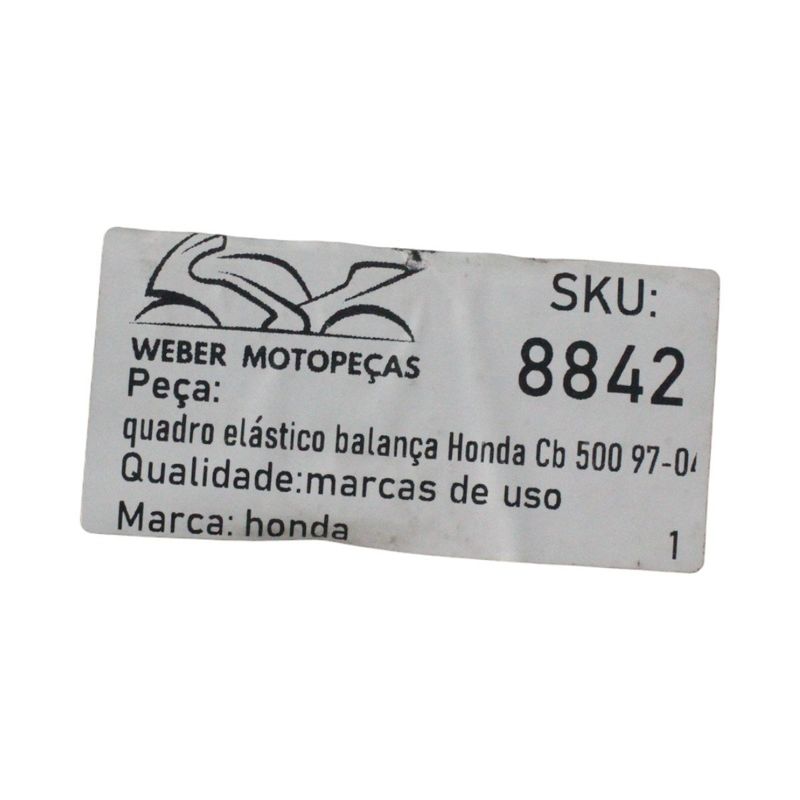 WEBER MOTOPEÇAS
SKU:
8842
Peça:
quadro elástico balança Honda Cb 500 97-04
Qualidade:marcas de uso
Marca: honda
1